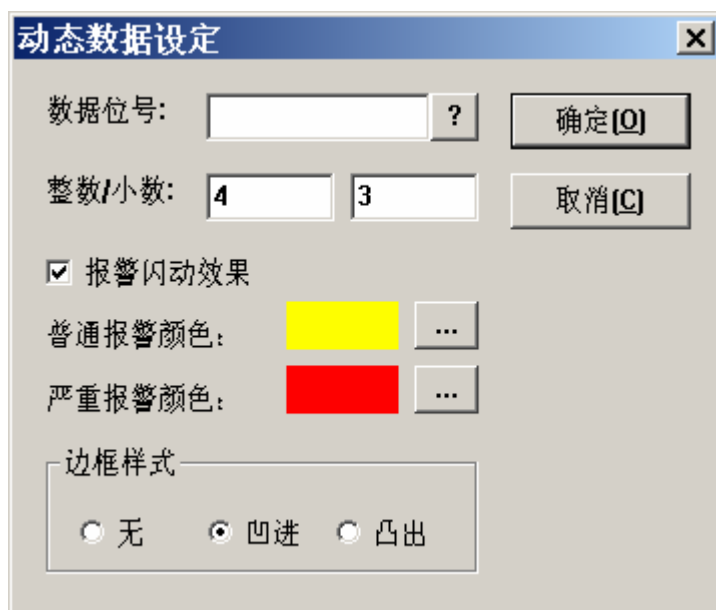 动态数据设定
数据位号: ? 确定(O)
整数/小数: 4 3 取消(C)
报警闪动效果
普通报警颜色: ...
严重报警颜色: ...
边框样式
无 凹进 凸出